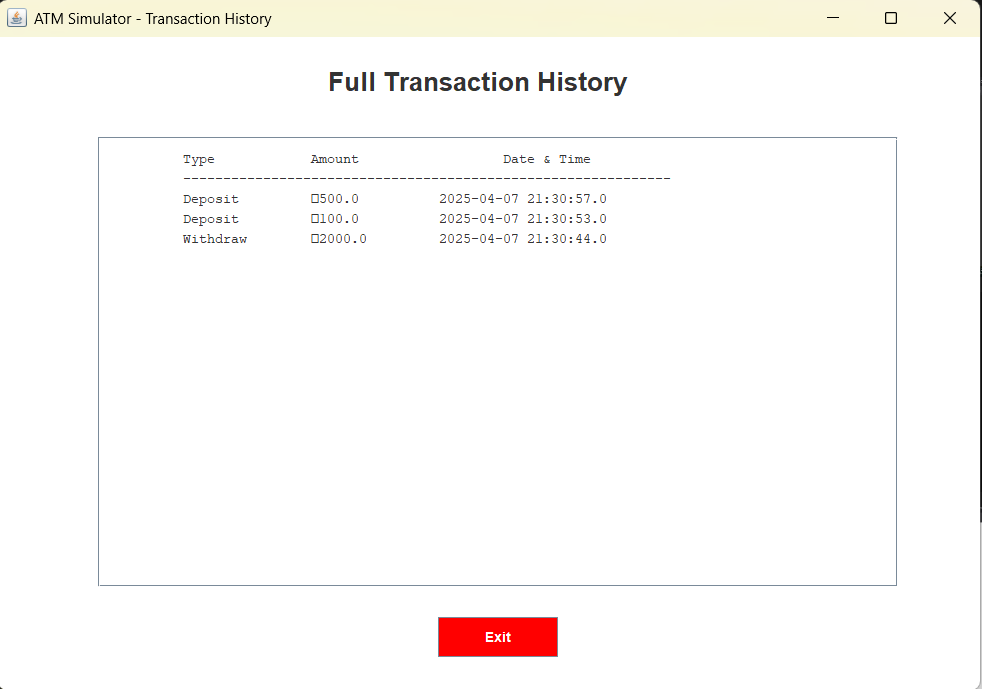 ATM Simulator - Transaction History
Full Transaction History
Type Amount Date & Time
-------------------------------------------------------------
Deposit □500.0 2025-04-07 21:30:57.0
Deposit □100.0 2025-04-07 21:30:53.0
Withdraw □2000.0 2025-04-07 21:30:44.0
Exit